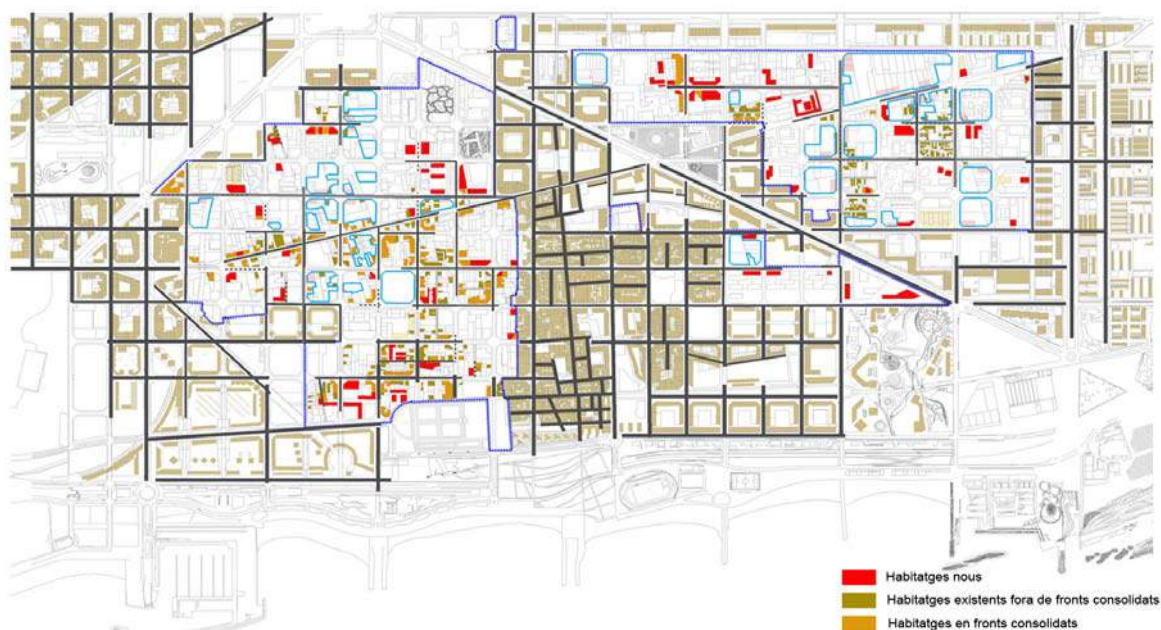 Habitatges nous
Habitatges existents fora de fronts consolidats
Habitatges en fronts consolidats